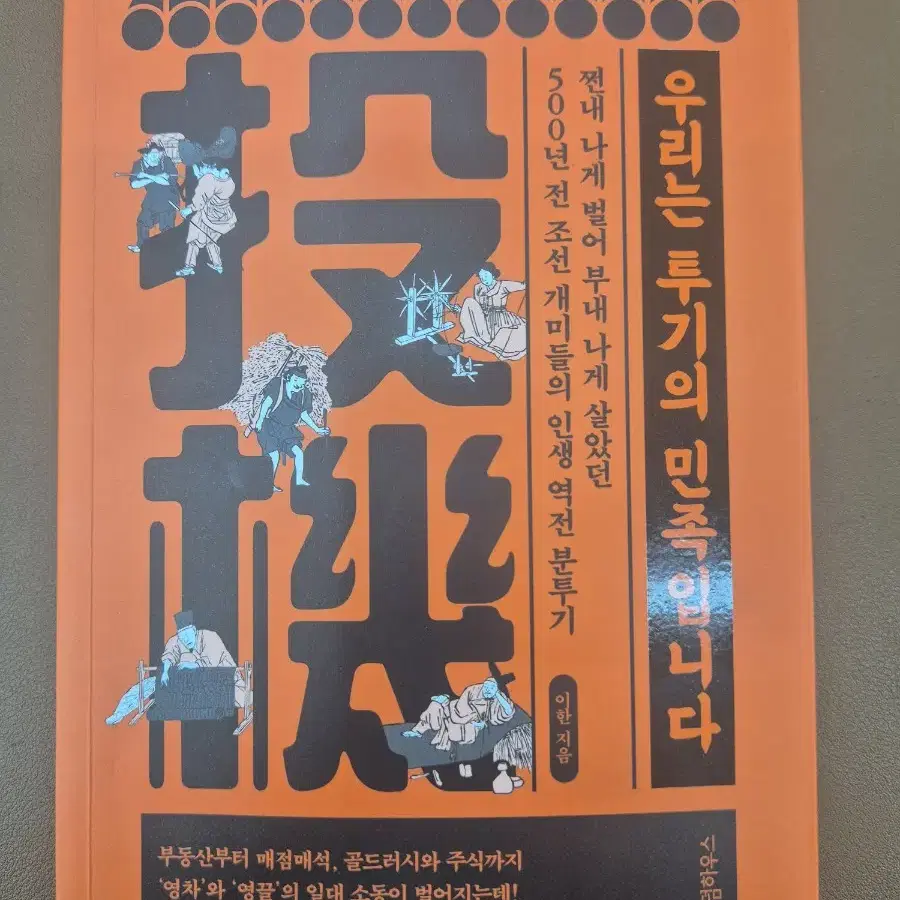 우리는 투기의 민족입니다
쩐내 나게 벌어 부내 나게 살았던
500년 전 조선 개미들의 인생 역전 분투기
이한 지음
投機
부동산부터 매점매석, 골드러시와 주식까지
‘영차’와 ‘영끌’의 일대 소동이 벌어지는데!
럼하우스